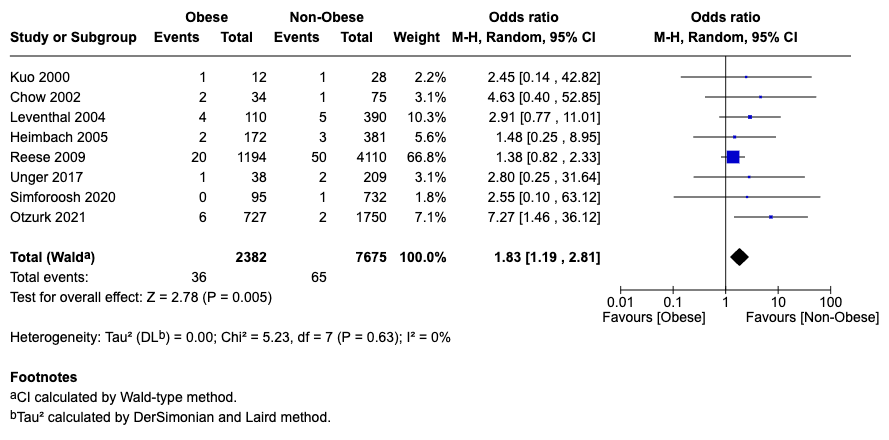 Obese Non-Obese Odds ratio Odds ratio
Study or Subgroup Events Total Events Total Weight M-H, Random, 95% CI M-H, Random, 95% CI
Kuo 2000 1 12 1 28 2.2% 2.45 [0.14 , 42.82]
Chow 2002 2 34 1 75 3.1% 4.63 [0.40 , 52.85]
Leventhal 2004 4 110 5 390 10.3% 2.91 [0.77 , 11.01]
Heimbach 2005 2 172 3 381 5.6% 1.48 [0.25 , 8.95]
Reese 2009 20 1194 50 4110 66.8% 1.38 [0.82 , 2.33]
Unger 2017 1 38 2 209 3.1% 2.80 [0.25 , 31.64]
Simforoosh 2020 0 95 1 732 1.8% 2.55 [0.10 , 63.12]
Otzurk 2021 6 727 2 1750 7.1% 7.27 [1.46 , 36.12]
Total (Waldᵃ) 2382 7675 100.0% 1.83 [1.19 , 2.81]
Total events: 36 65
Test for overall effect: Z = 2.78 (P = 0.005)
0.01 0.1 1 10 100
Favours [Obese] Favours [Non-Obese]
Heterogeneity: Tau² (DLᵇ) = 0.00; Chi² = 5.23, df = 7 (P = 0.63); I² = 0%
Footnotes
ᵃCI calculated by Wald-type method.
ᵇTau² calculated by DerSimonian and Laird method.